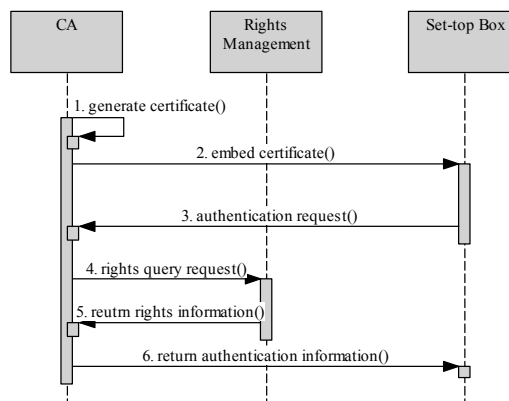 CA
Rights
Management
Set-top Box
1. generate certificate()
2. embed certificate()
3. authentication request()
4. rights query request()
5. reutrn rights information()
6. return authentication information()